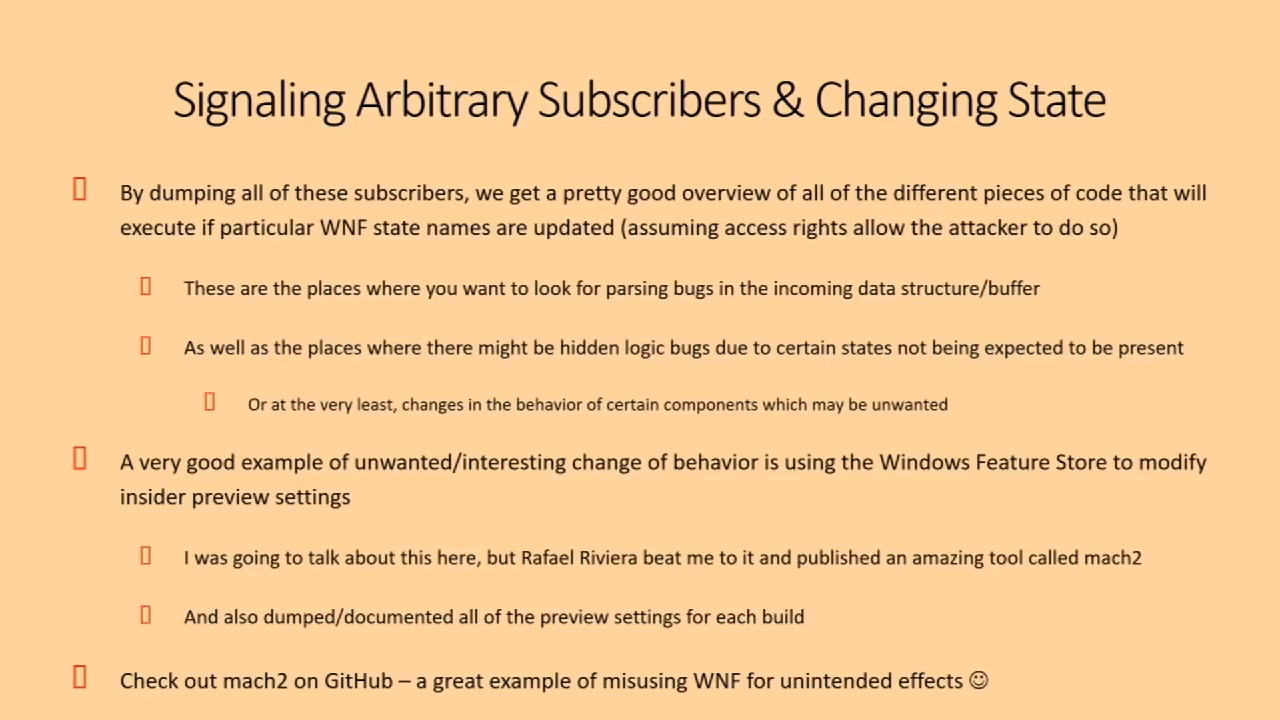 Signaling Arbitrary Subscribers & Changing State
By dumping all of these subscribers, we get a pretty good overview of all of the different pieces of code that will
execute if particular WNF state names are updated (assuming access rights allow the attacker to do so)
These are the places where you want to look for parsing bugs in the incoming data structure/buffer
As well as the places where there might be hidden logic bugs due to certain states not being expected to be present
Or at the very least, changes in the behavior of certain components which may be unwanted
A very good example of unwanted/interesting change of behavior is using the Windows Feature Store to modify
insider preview settings
I was going to talk about this here, but Rafael Riviera beat me to it and published an amazing tool called mach2
And also dumped/documented all of the preview settings for each build
Check out mach2 on GitHub – a great example of misusing WNF for unintended effects ☺